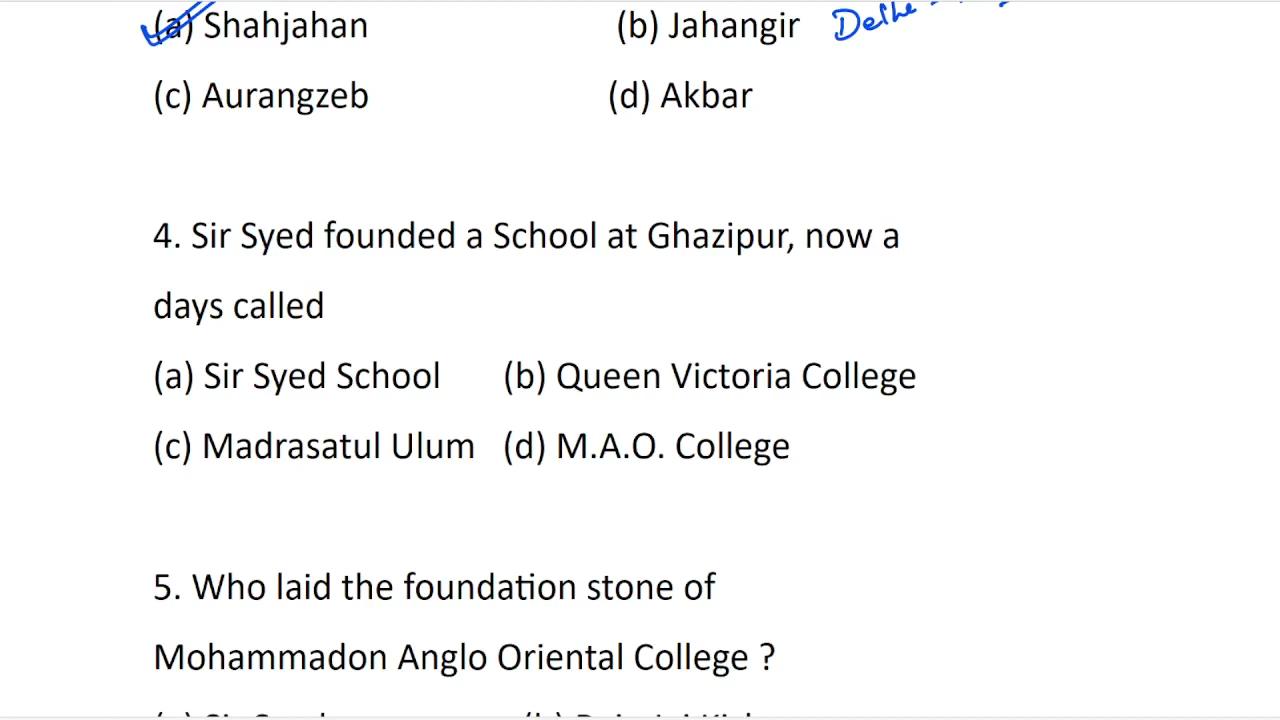 (a) Shahjahan (b) Jahangir
(c) Aurangzeb (d) Akbar
4. Sir Syed founded a School at Ghazipur, now a
days called
(a) Sir Syed School (b) Queen Victoria College
(c) Madrasatul Ulum (d) M.A.O. College
5. Who laid the foundation stone of
Mohammadon Anglo Oriental College ?